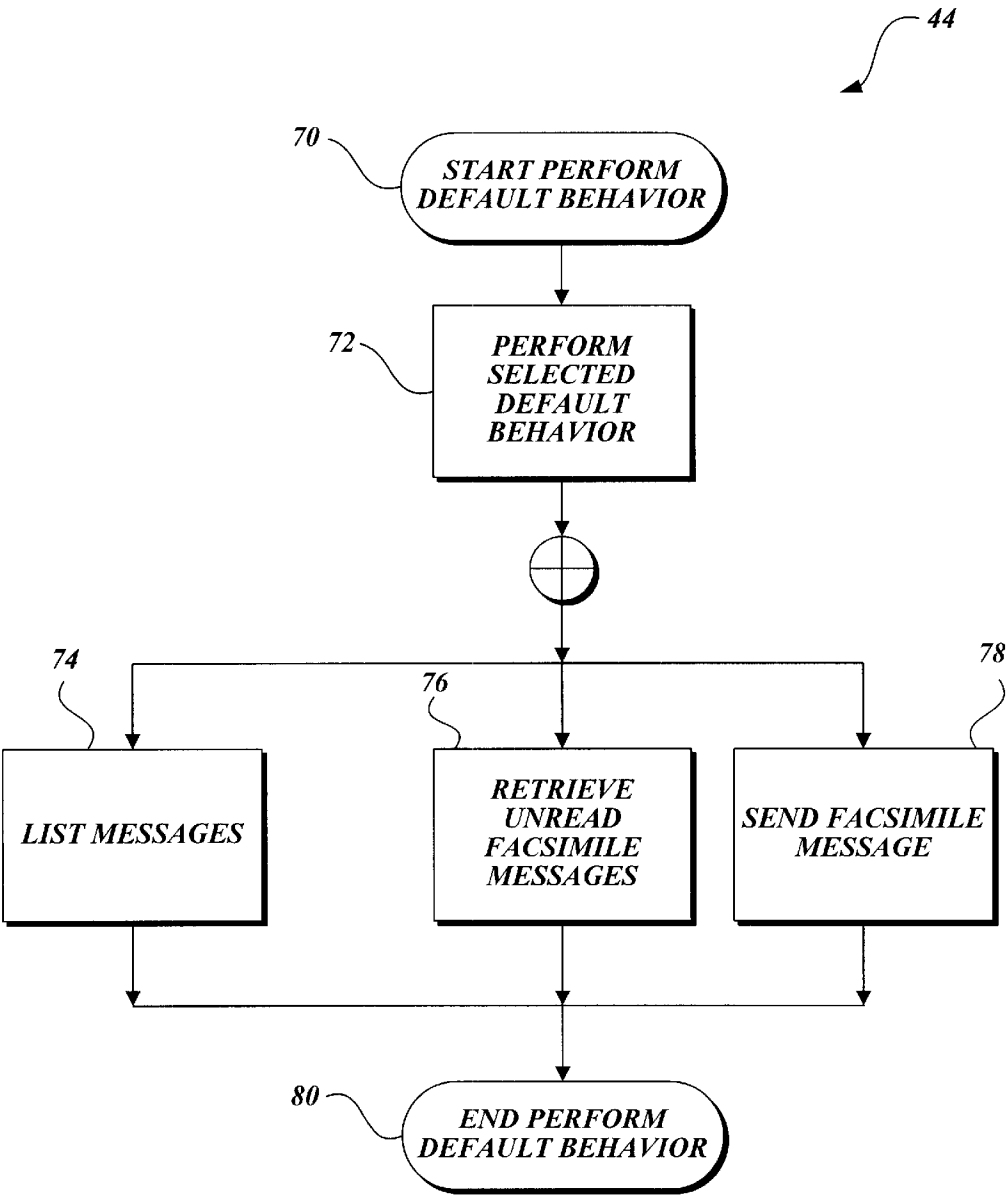 44
70
START PERFORM
DEFAULT BEHAVIOR
72
PERFORM
SELECTED
DEFAULT
BEHAVIOR
74
LIST MESSAGES
76
RETRIEVE
UNREAD
FACSIMILE
MESSAGES
78
SEND FACSIMILE
MESSAGE
80
END PERFORM
DEFAULT BEHAVIOR